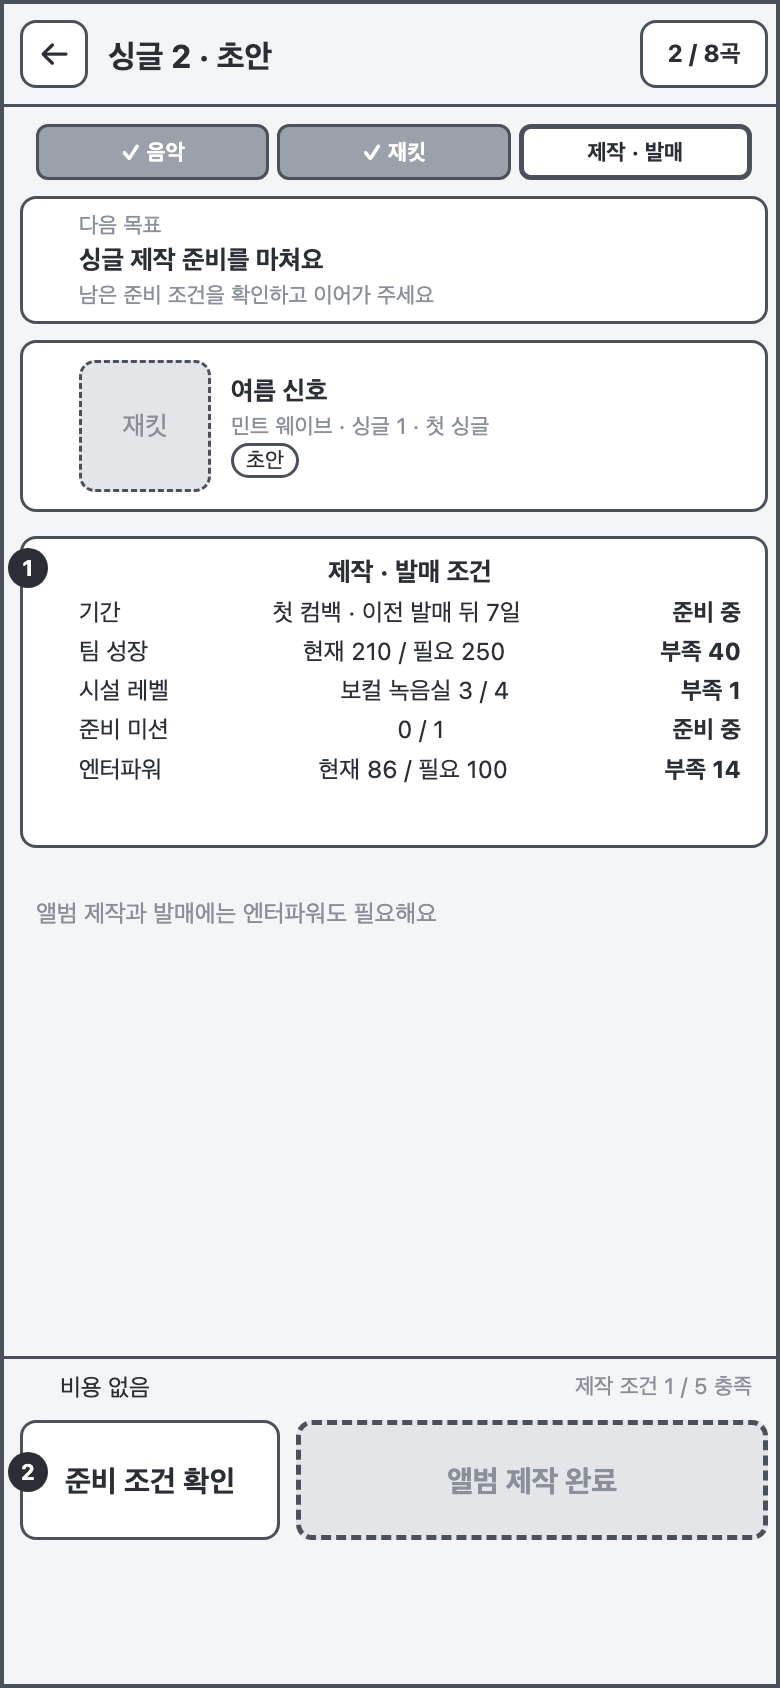 싱글 2 · 초안
2 / 8곡
음악
재킷
제작 · 발매
다음 목표
싱글 제작 준비를 마쳐요
남은 준비 조건을 확인하고 이어가 주세요
재킷
여름 신호
민트 웨이브 · 싱글 1 · 첫 싱글
초안
1
제작 · 발매 조건
기간 첫 컴백 · 이전 발매 뒤 7일 준비 중
팀 성장 현재 210 / 필요 250 부족 40
시설 레벨 보컬 녹음실 3 / 4 부족 1
준비 미션 0 / 1 준비 중
엔터파워 현재 86 / 필요 100 부족 14
앨범 제작과 발매에는 엔터파워도 필요해요
비용 없음 제작 조건 1 / 5 충족
2
준비 조건 확인
앨범 제작 완료